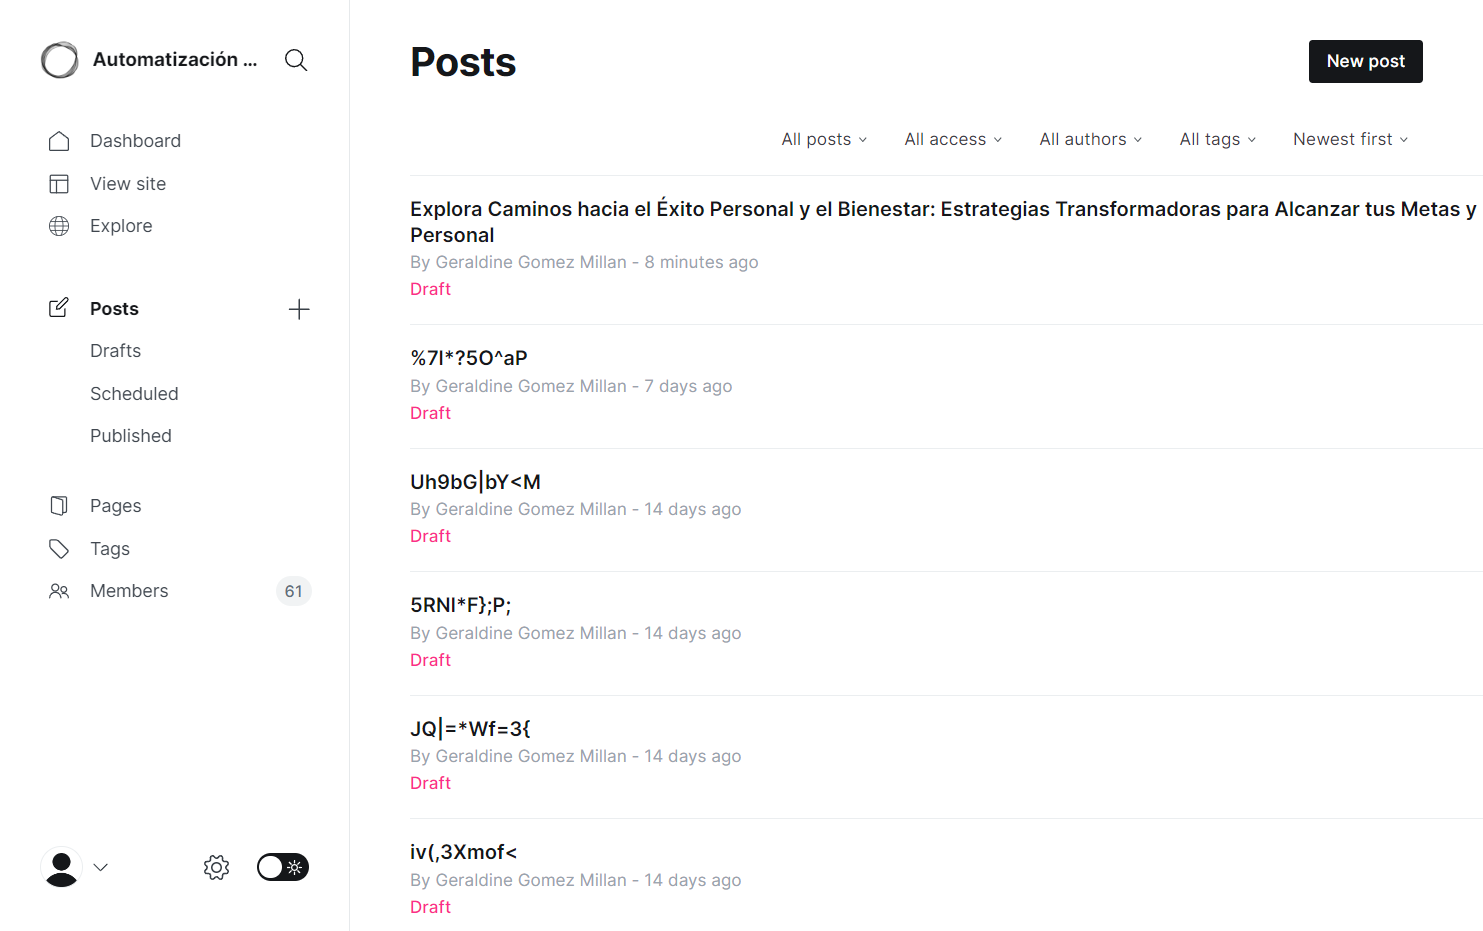 Automatización ...
Dashboard
View site
Explore
Posts
Drafts
Scheduled
Published
Pages
Tags
Members
61
Posts
New post
All posts
All access
All authors
All tags
Newest first
Explora Caminos hacia el Éxito Personal y el Bienestar: Estrategias Transformadoras para Alcanzar tus Metas y
Personal
By Geraldine Gomez Millan - 8 minutes ago
Draft
%7I*?5O^aP
By Geraldine Gomez Millan - 7 days ago
Draft
Uh9bG|bY<M
By Geraldine Gomez Millan - 14 days ago
Draft
5RNI*F};P;
By Geraldine Gomez Millan - 14 days ago
Draft
JQ|=*Wf=3{
By Geraldine Gomez Millan - 14 days ago
Draft
iv(,3Xmof<
By Geraldine Gomez Millan - 14 days ago
Draft